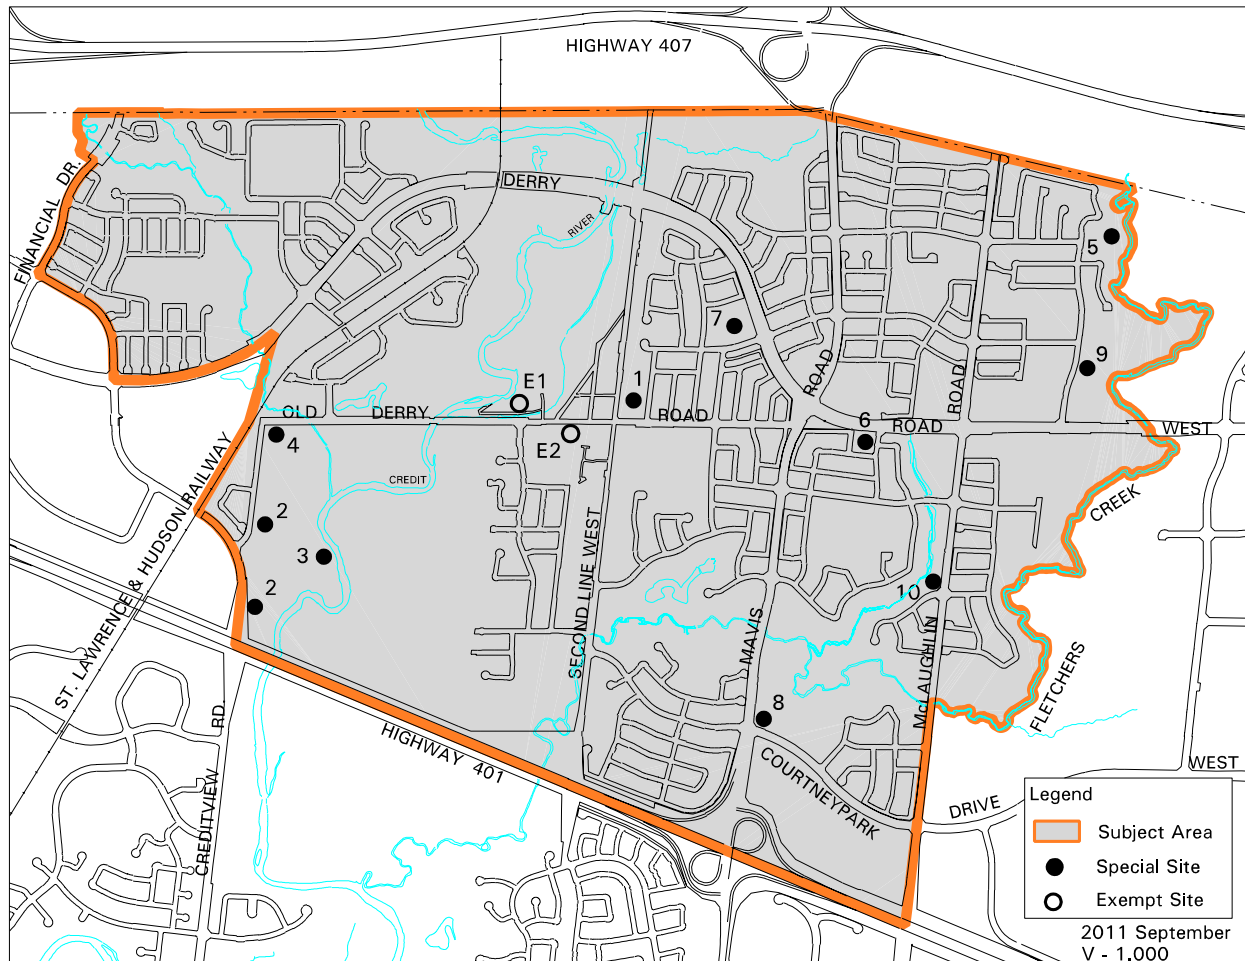 HIGHWAY 407
DERRY
FINANCIAL DR.
RIVER
5
7
ROAD
9
E1
1
ROAD
OLD DERRY ROAD
6
ROAD
WEST
4
E2
CREDIT
CREEK
2
3
SECOND LINE WEST
ST. LAWRENCE & HUDSON RAILWAY
10
2
MAVIS
McLAUGHLIN
FLETCHERS
8
RD.
HIGHWAY 401
COURTNEYPARK
DRIVE
WEST
CREDITVIEW
Legend
Subject Area
Special Site
Exempt Site
2011 September
V - 1,000